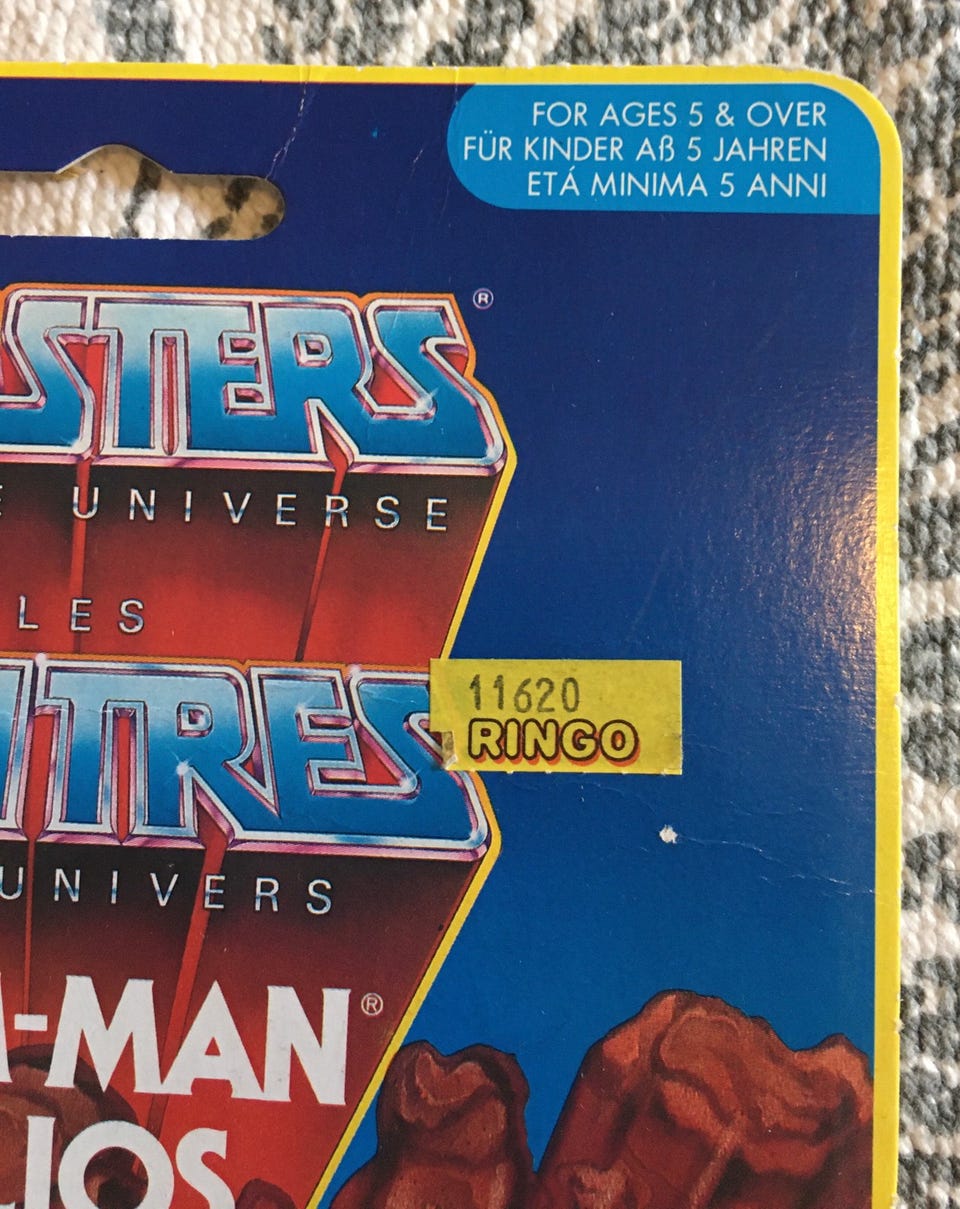 FOR AGES 5 & OVER
FÜR KINDER Aß 5 JAHREN
ETÁ MINIMA 5 ANNI
STERS®
E UNIVERSE
LES
TRES
11620
RINGO
UNIVERS
-MAN®
IOS